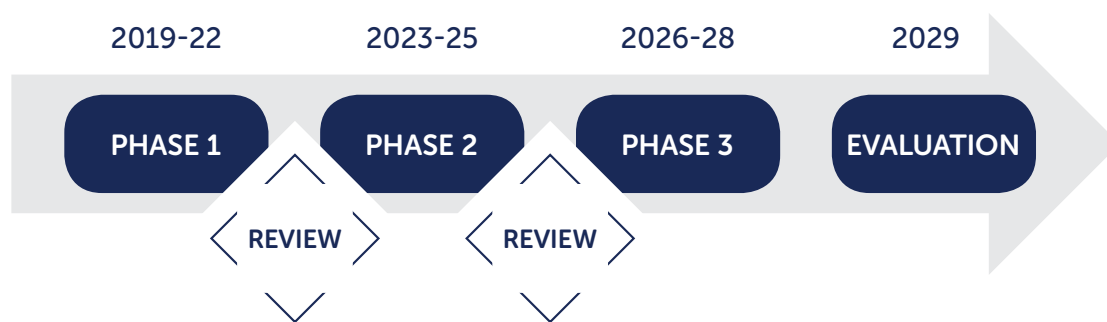 2019-22 2023-25 2026-28 2029
PHASE 1 PHASE 2 PHASE 3 EVALUATION
REVIEW REVIEW